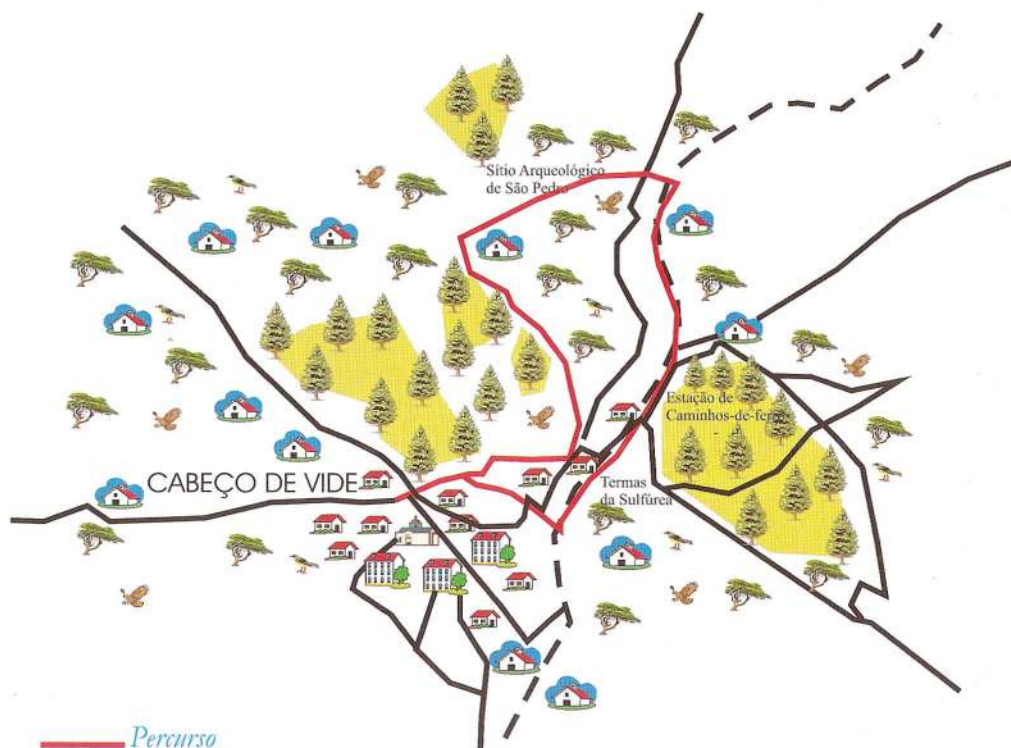 Sítio Arqueológico
de São Pedro
Estação de
Caminhos-de-ferro
CABEÇO DE VIDE
Termas
da Sulfúrea
Percurso